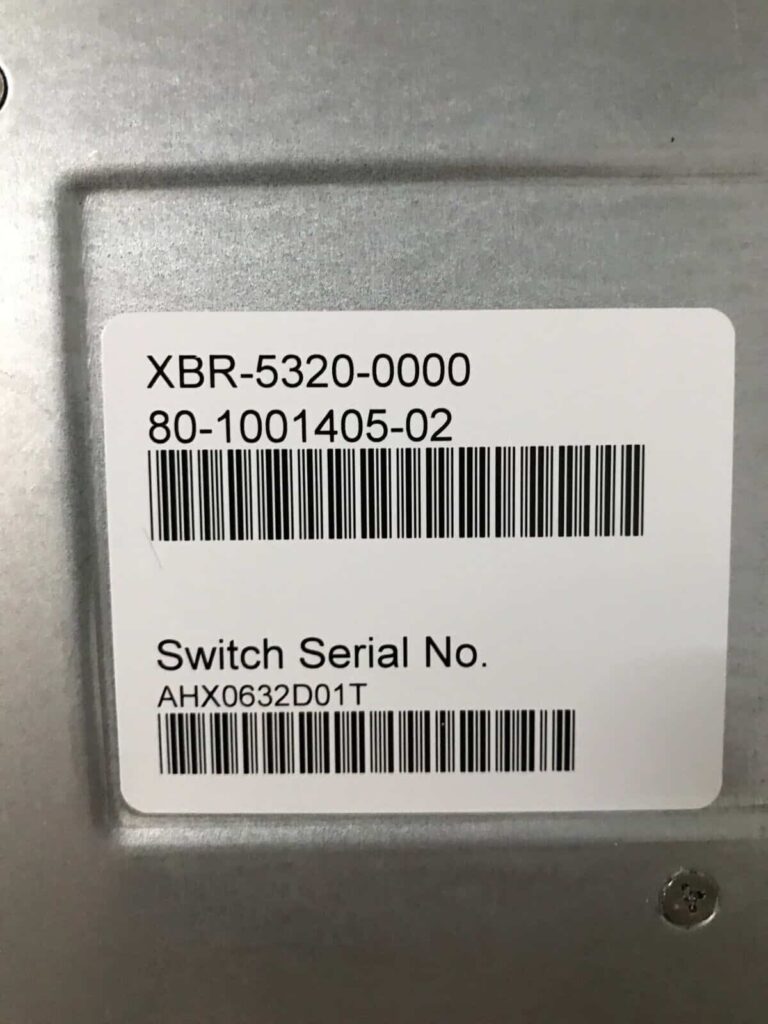 XBR-5320-0000
80-1001405-02
Switch Serial No.
AHX0632D01T